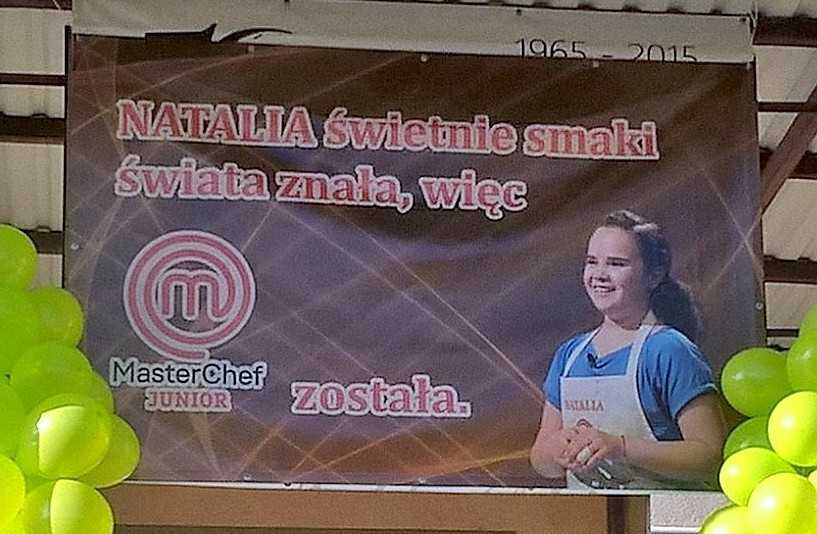 1965 - 2015
NATALIA świetnie smaki
świata znała, więc
m
MasterChef
JUNIOR
została.
NATALIA